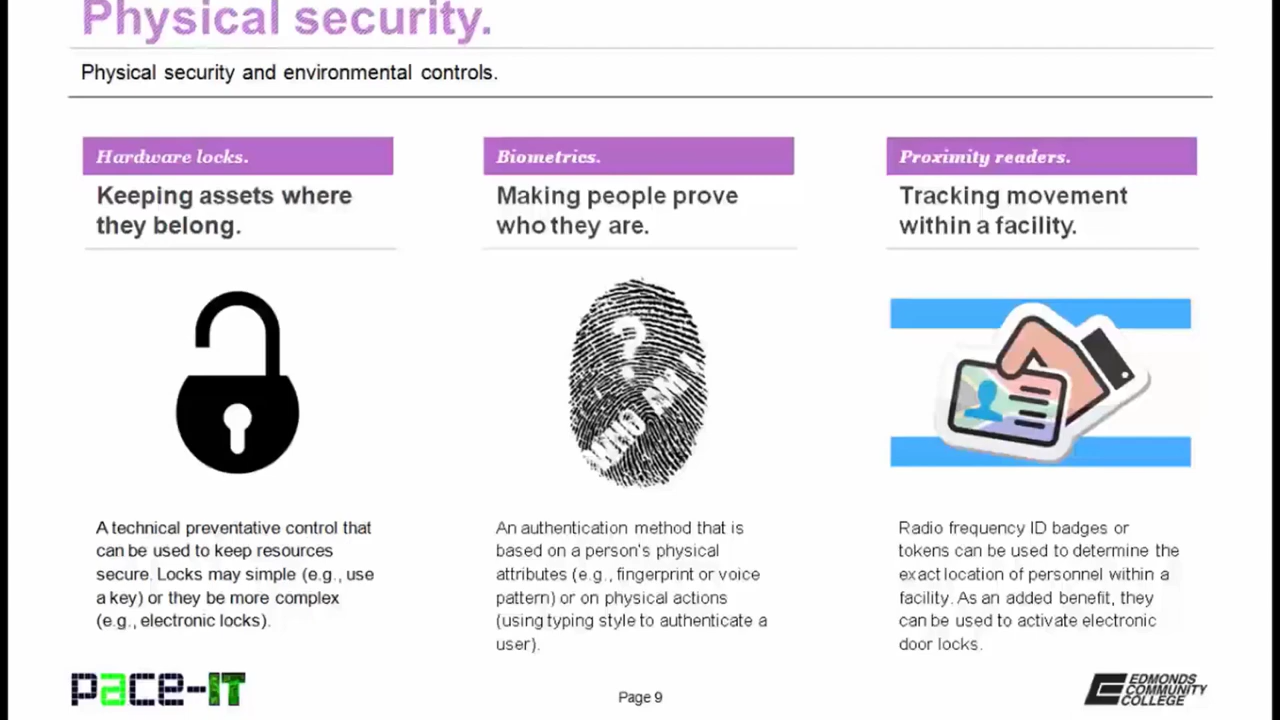 Physical security.
Physical security and environmental controls.
Hardware locks.
Keeping assets where
they belong.
A technical preventative control that
can be used to keep resources
secure. Locks may simple (e.g., use
a key) or they be more complex
(e.g., electronic locks).
Biometrics.
Making people prove
who they are.
?
WHO AM I
An authentication method that is
based on a person's physical
attributes (e.g., fingerprint or voice
pattern) or on physical actions
(using typing style to authenticate a
user).
Proximity readers.
Tracking movement
within a facility.
Radio frequency ID badges or
tokens can be used to determine the
exact location of personnel within a
facility. As an added benefit, they
can be used to activate electronic
door locks.
pace-IT
Page 9
EDMONDS
COMMUNITY
COLLEGE